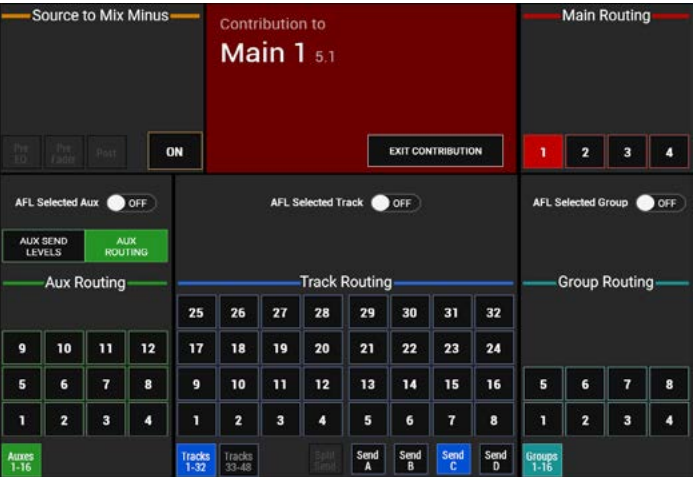 Source to Mix Minus
Pre EQ
Pre Fader
Post
ON
Contribution to
Main 1 5.1
EXIT CONTRIBUTION
Main Routing
1 2 3 4
AFL Selected Aux OFF
AUX SEND LEVELS
AUX ROUTING
Aux Routing
9 10 11 12
5 6 7 8
1 2 3 4
Auxes 1-16
AFL Selected Track OFF
Track Routing
25 26 27 28 29 30 31 32
17 18 19 20 21 22 23 24
9 10 11 12 13 14 15 16
1 2 3 4 5 6 7 8
Tracks 1-32
Tracks 33-48
Split Send
Send A
Send B
Send C
Send D
AFL Selected Group OFF
Group Routing
5 6 7 8
1 2 3 4
Groups 1-16